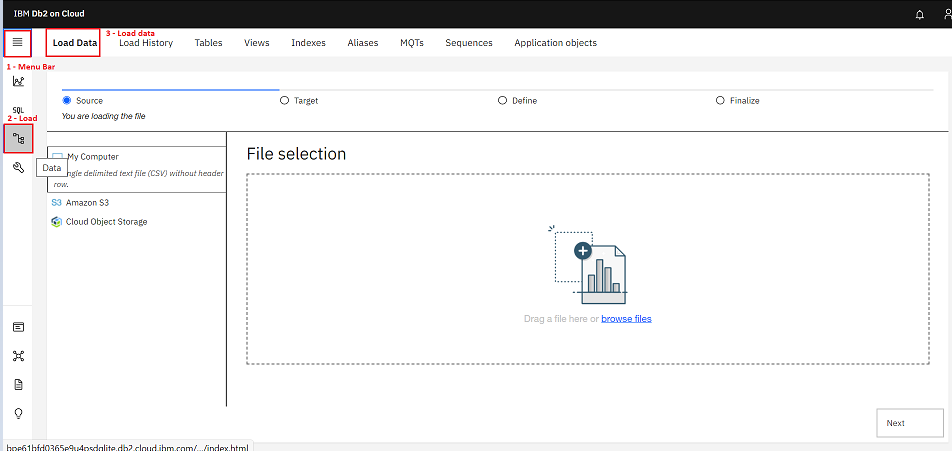 IBM Db2 on Cloud
3 - Load data
Load Data
Load History
Tables
Views
Indexes
Aliases
MQTs
Sequences
Application objects
1 - Menu Bar
Source
Target
Define
Finalize
You are loading the file
SQL
2 - Load
My Computer
Data
ngle delimited text file (CSV) without header
row.
S3 Amazon S3
Cloud Object Storage
File selection
Drag a file here or browse files
Next
bpe61bfd0365e9u4psdglite.db2.cloud.ibm.com/.../index.html